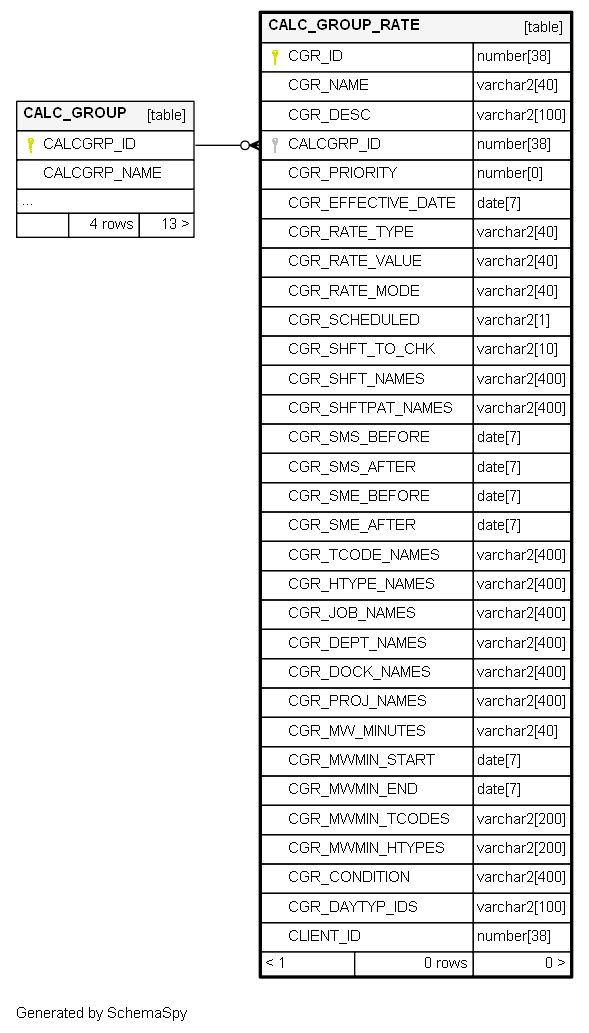 CALC_GROUP_RATE [table]
CGR_ID number[38]
CGR_NAME varchar2[40]
CGR_DESC varchar2[100]
CALCGRP_ID number[38]
CGR_PRIORITY number[0]
CGR_EFFECTIVE_DATE date[7]
CGR_RATE_TYPE varchar2[40]
CGR_RATE_VALUE varchar2[40]
CGR_RATE_MODE varchar2[40]
CGR_SCHEDULED varchar2[1]
CGR_SHFT_TO_CHK varchar2[10]
CGR_SHFT_NAMES varchar2[400]
CGR_SHFTPAT_NAMES varchar2[400]
CGR_SMS_BEFORE date[7]
CGR_SMS_AFTER date[7]
CGR_SME_BEFORE date[7]
CGR_SME_AFTER date[7]
CGR_TCODE_NAMES varchar2[400]
CGR_HTYPE_NAMES varchar2[400]
CGR_JOB_NAMES varchar2[400]
CGR_DEPT_NAMES varchar2[400]
CGR_DOCK_NAMES varchar2[400]
CGR_PROJ_NAMES varchar2[400]
CGR_MW_MINUTES varchar2[40]
CGR_MWMIN_START date[7]
CGR_MWMIN_END date[7]
CGR_MWMIN_TCODES varchar2[200]
CGR_MWMIN_HTYPES varchar2[200]
CGR_CONDITION varchar2[400]
CGR_DAYTYP_IDS varchar2[100]
CLIENT_ID number[38]
< 1 0 rows 0 >
CALC_GROUP [table]
CALCGRP_ID
CALCGRP_NAME
...
4 rows 13 >
Generated by SchemaSpy